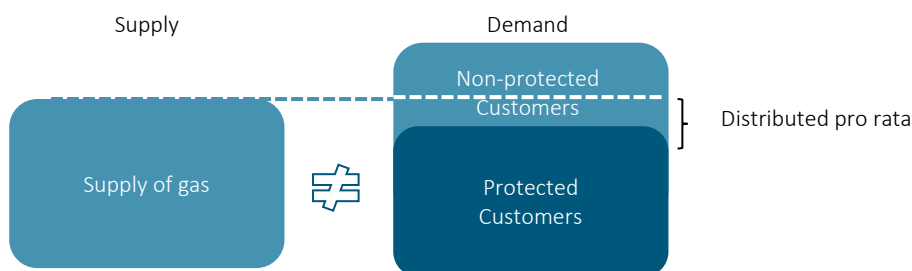 Supply
Demand
Non-protected
Customers
Distributed pro rata
Supply of gas
≠
Protected
Customers